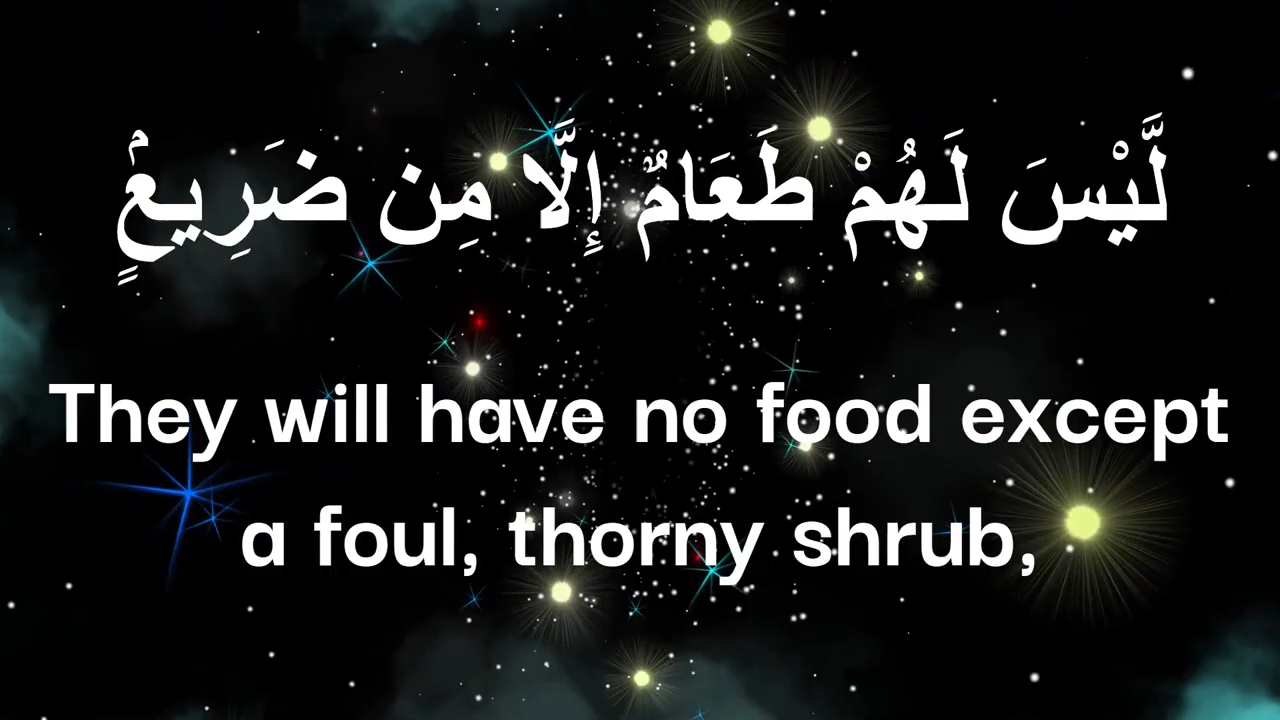 لَّيْسَ لَهُمْ طَعَامٌ إِلَّا مِن ضَرِيعٍۢ
They will have no food except
a foul, thorny shrub,